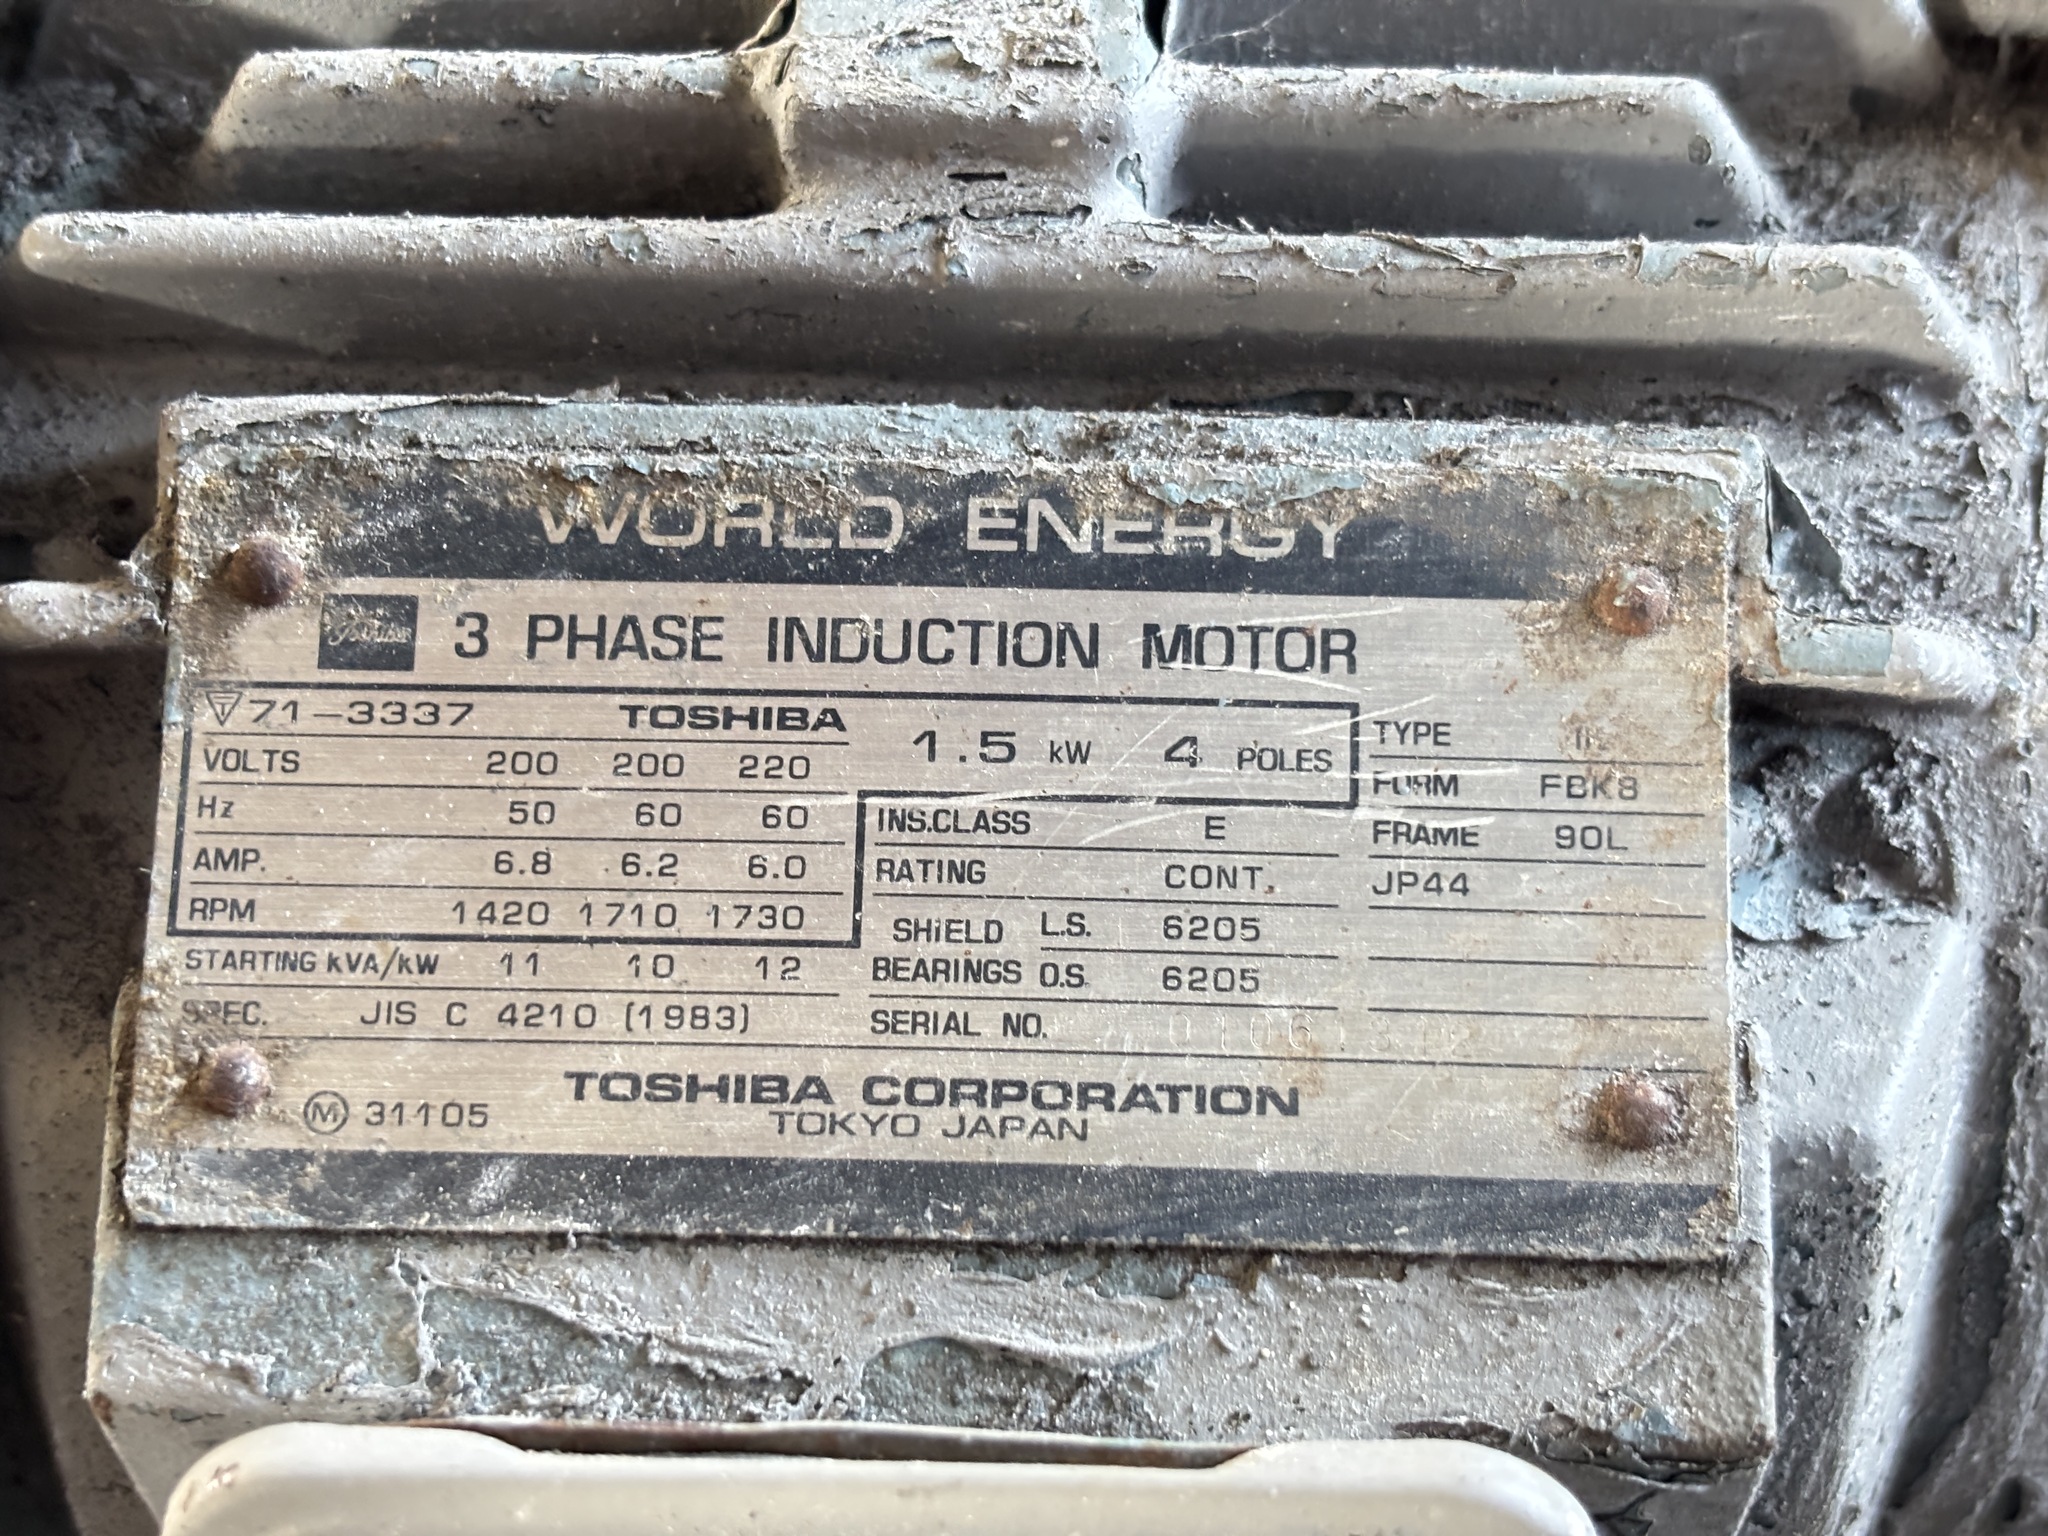 WORLD ENERGY
Toshiba 3 PHASE INDUCTION MOTOR
T 71-3337 TOSHIBA
1.5 kW 4 POLES
VOLTS 200 200 220
Hz 50 60 60
AMP. 6.8 6.2 6.0
RPM 1420 1710 1730
STARTING kVA/kW 11 10 12
SPEC. JIS C 4210 (1983)
INS.CLASS E
RATING CONT.
SHIELD BEARINGS L.S. 6205
O.S. 6205
SERIAL NO.
TYPE
FORM FBK8
FRAME 90L
JP44
TOSHIBA CORPORATION
M 31105 TOKYO JAPAN